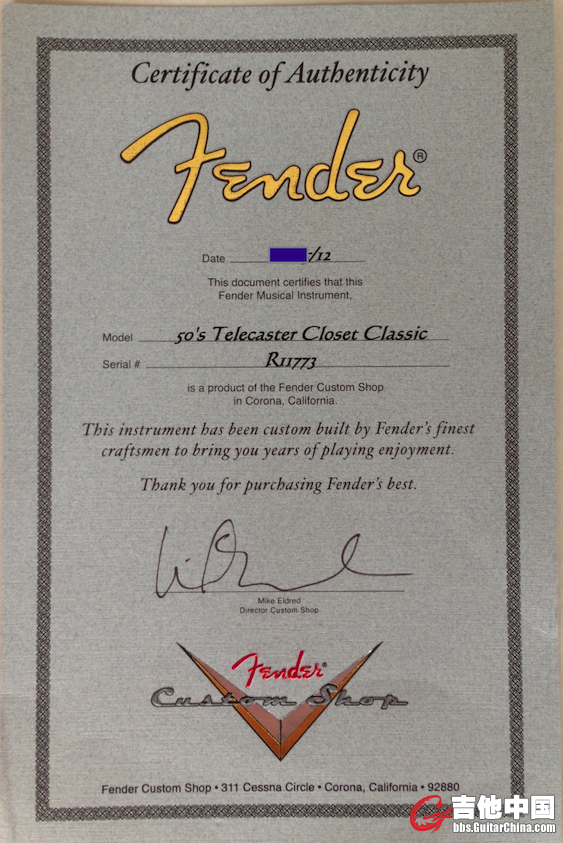 Certificate of Authenticity
Fender®
Date /12
This document certifies that this
Fender Musical Instrument,
Model 50's Telecaster Closet Classic
Serial # R11773
is a product of the Fender Custom Shop
in Corona, California.
This instrument has been custom built by Fender's finest
craftsmen to bring you years of playing enjoyment.
Thank you for purchasing Fender's best.
Mike Eldred
Director Custom Shop
Fender®
Custom Shop
Fender Custom Shop • 311 Cessna Circle • Corona, California • 92880
吉他中国
bbs.GuitarChina.com